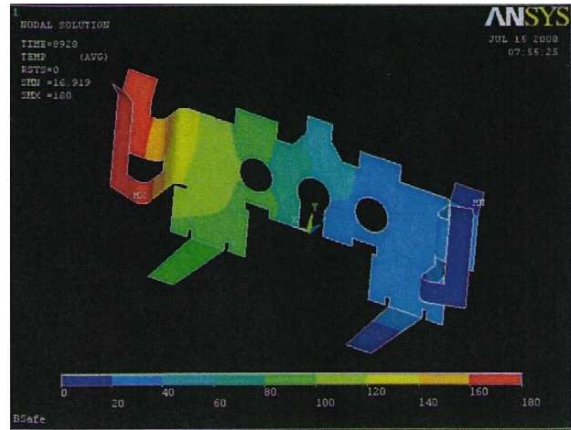 1
NODAL SOLUTION
TIME=8928
TEMP (AVG)
RSYS=0
SMN =16.919
SMX =180
ANSYS
JUL 15 2008
07:55:25
MX
MN
Y
0 20 40 60 80 100 120 140 160 180
BSafe